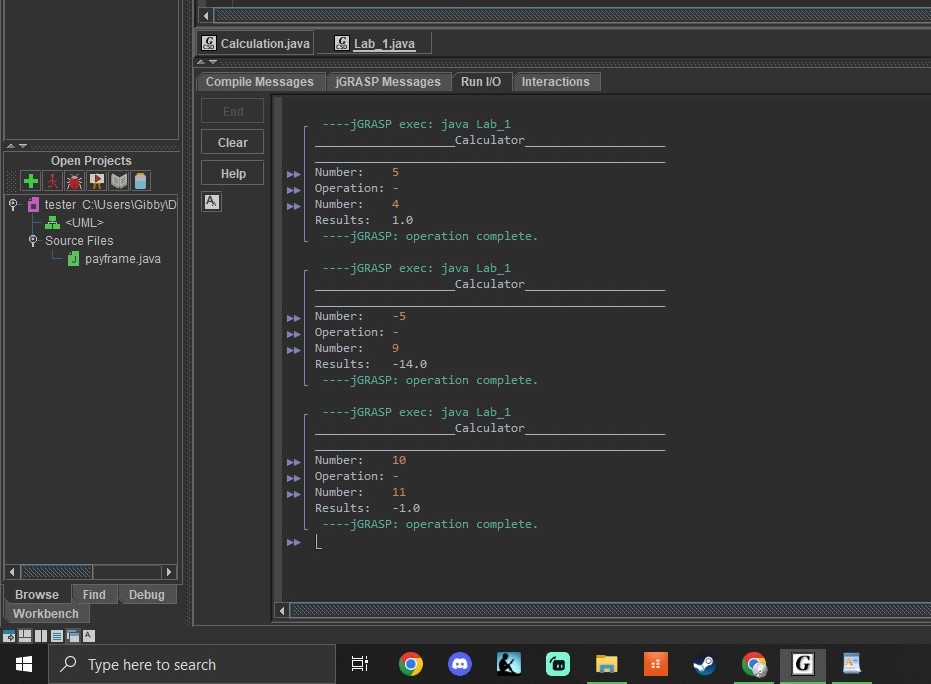 Calculation.java Lab_1.java
Compile Messages jGRASP Messages Run I/O Interactions
End
Clear
Help
Open Projects
tester C:\Users\Gibby\D
<UML>
Source Files
payframe.java
Browse Find Debug
Workbench
----jGRASP exec: java Lab_1
____________________Calculator____________________
__________________________________________________
Number: 5
Operation: -
Number: 4
Results: 1.0
----jGRASP: operation complete.
----jGRASP exec: java Lab_1
____________________Calculator____________________
__________________________________________________
Number: -5
Operation: -
Number: 9
Results: -14.0
----jGRASP: operation complete.
----jGRASP exec: java Lab_1
____________________Calculator____________________
__________________________________________________
Number: 10
Operation: -
Number: 11
Results: -1.0
----jGRASP: operation complete.
Type here to search